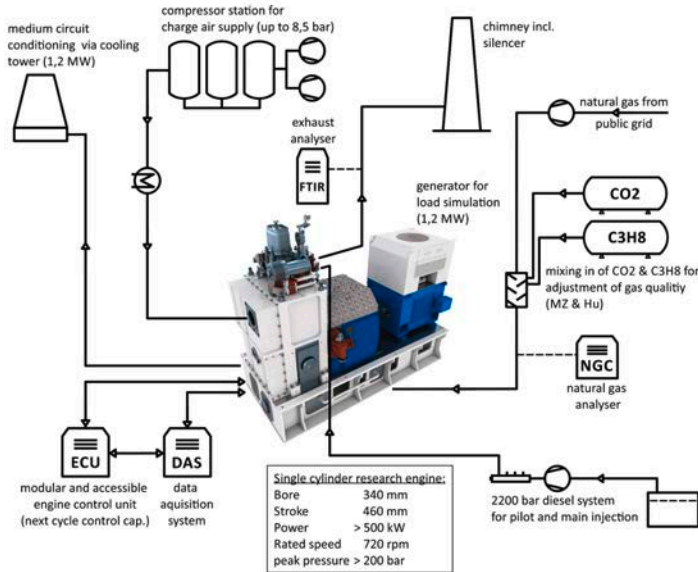 medium circuit
conditioning via cooling
tower (1,2 MW)
compressor station for
charge air supply (up to 8,5 bar)
chimney incl.
silencer
natural gas from
public grid
exhaust
analyser
FTIR
generator for
load simulation
(1,2 MW)
CO2
C3H8
mixing in of CO2 & C3H8 for
adjustment of gas qualitiy
(MZ & Hu)
NGC
natural gas
analyser
ECU
DAS
modular and accessible
engine control unit
(next cycle control cap.)
data
aquisition
system
Single cylinder research engine:
Bore 340 mm
Stroke 460 mm
Power > 500 kW
Rated speed 720 rpm
peak pressure > 200 bar
2200 bar diesel system
for pilot and main injection